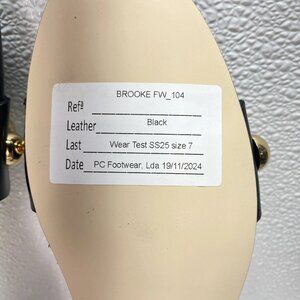 BROOKE FW_104
Refª
Leather Black
Last Wear Test SS25 size 7
Date PC Footwear, Lda 19/11/2024